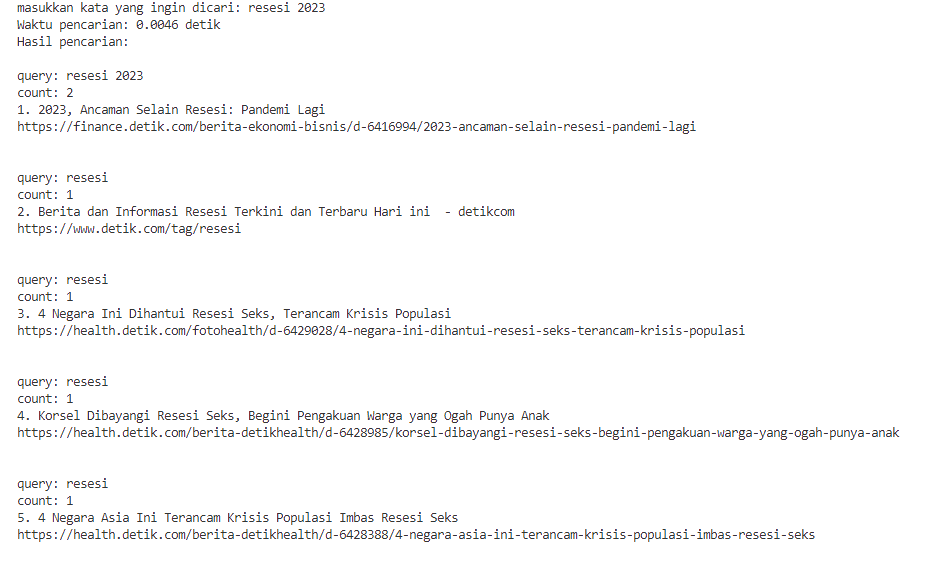 masukkan kata yang ingin dicari: resesi 2023
Waktu pencarian: 0.0046 detik
Hasil pencarian:
query: resesi 2023
count: 2
1. 2023, Ancaman Selain Resesi: Pandemi Lagi
https://finance.detik.com/berita-ekonomi-bisnis/d-6416994/2023-ancaman-selain-resesi-pandemi-lagi
query: resesi
count: 1
2. Berita dan Informasi Resesi Terkini dan Terbaru Hari ini  - detikcom
https://www.detik.com/tag/resesi
query: resesi
count: 1
3. 4 Negara Ini Dihantui Resesi Seks, Terancam Krisis Populasi
https://health.detik.com/fotohealth/d-6429028/4-negara-ini-dihantui-resesi-seks-terancam-krisis-populasi
query: resesi
count: 1
4. Korsel Dibayangi Resesi Seks, Begini Pengakuan Warga yang Ogah Punya Anak
https://health.detik.com/berita-detikhealth/d-6428985/korsel-dibayangi-resesi-seks-begini-pengakuan-warga-yang-ogah-punya-anak
query: resesi
count: 1
5. 4 Negara Asia Ini Terancam Krisis Populasi Imbas Resesi Seks
https://health.detik.com/berita-detikhealth/d-6428388/4-negara-asia-ini-terancam-krisis-populasi-imbas-resesi-seks